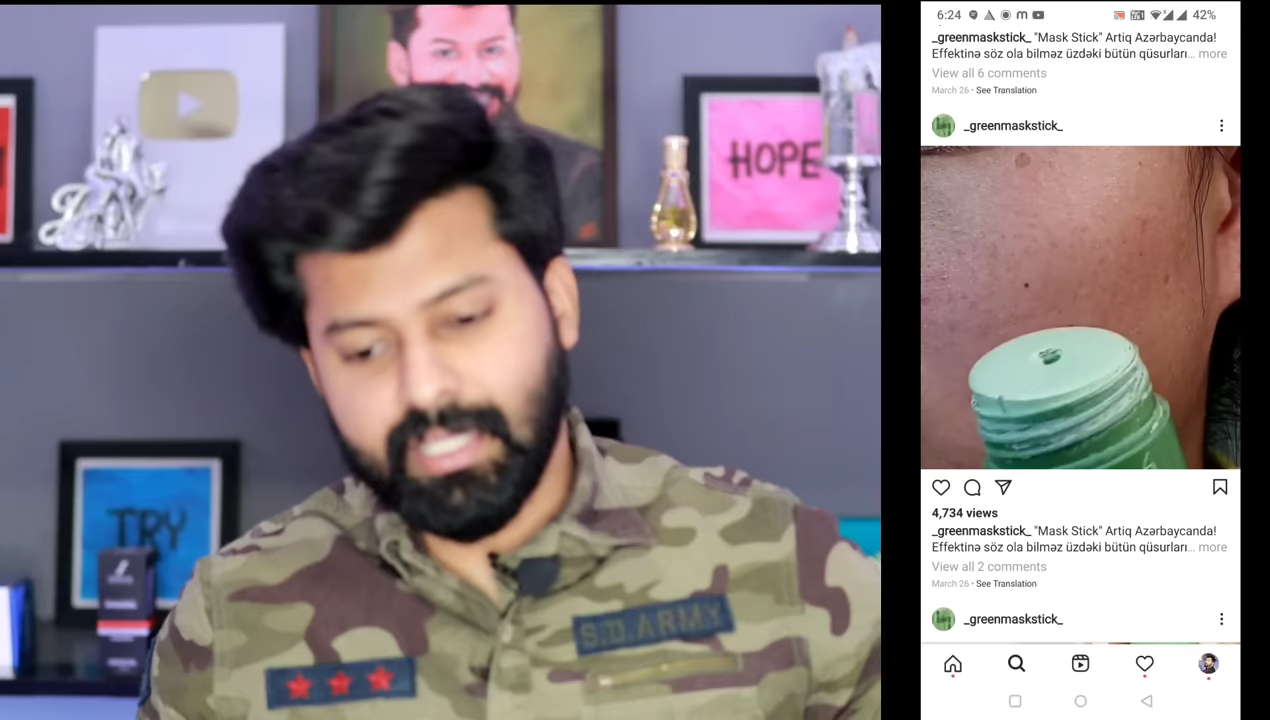 HOPE
TRY
S.D.ARMY
6:24
42%
_greenmaskstick_ "Mask Stick" Artiq Azərbaycanda!
Effektinə söz ola bilməz üzdəki bütün qüsurları... more
View all 6 comments
March 26 • See Translation
_greenmaskstick_
4,734 views
_greenmaskstick_ "Mask Stick" Artiq Azərbaycanda!
Effektinə söz ola bilməz üzdəki bütün qüsurları... more
View all 2 comments
March 26 • See Translation
_greenmaskstick_